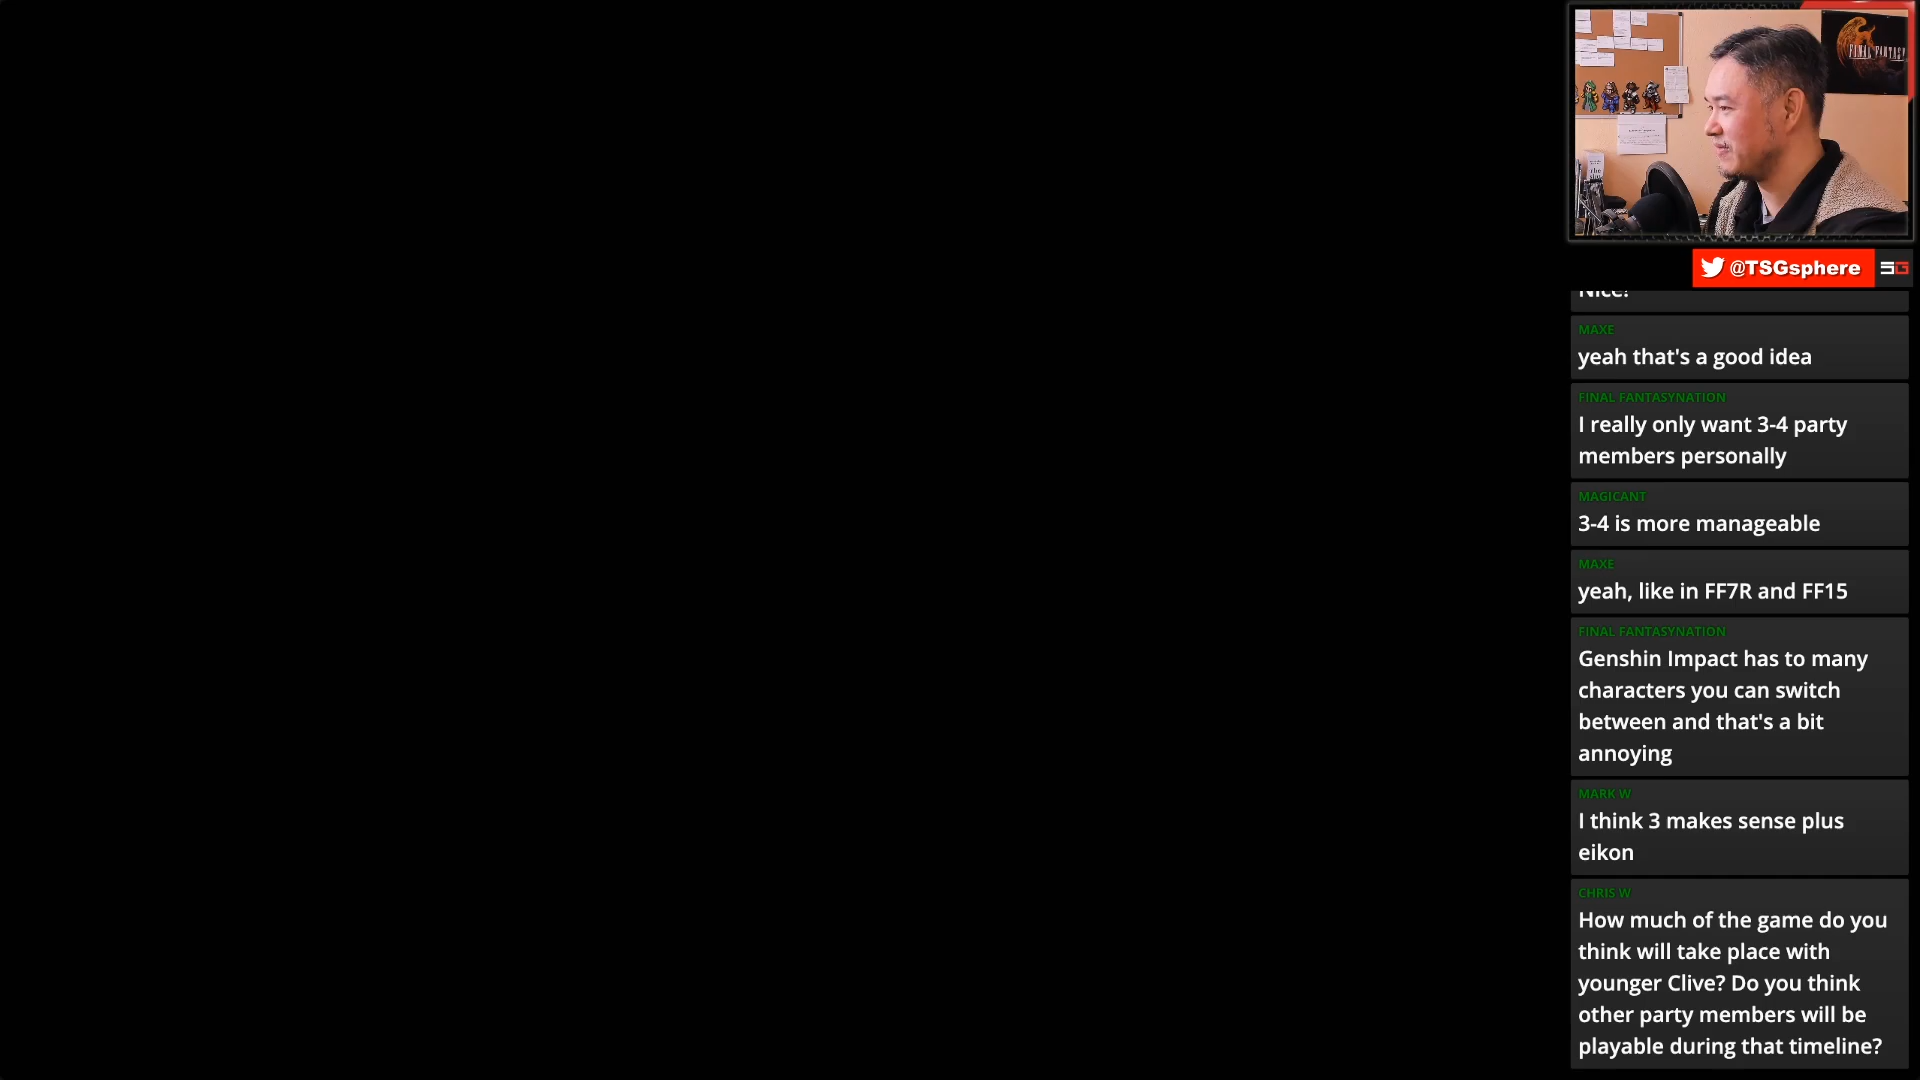 FINAL FANTASY
@TSGsphere SG
Nice!
MAXE
yeah that's a good idea
FINAL FANTASYNATION
I really only want 3-4 party
members personally
MAGICANT
3-4 is more manageable
MAXE
yeah, like in FF7R and FF15
FINAL FANTASYNATION
Genshin Impact has to many
characters you can switch
between and that's a bit
annoying
MARK W
I think 3 makes sense plus
eikon
CHRIS W
How much of the game do you
think will take place with
younger Clive? Do you think
other party members will be
playable during that timeline?